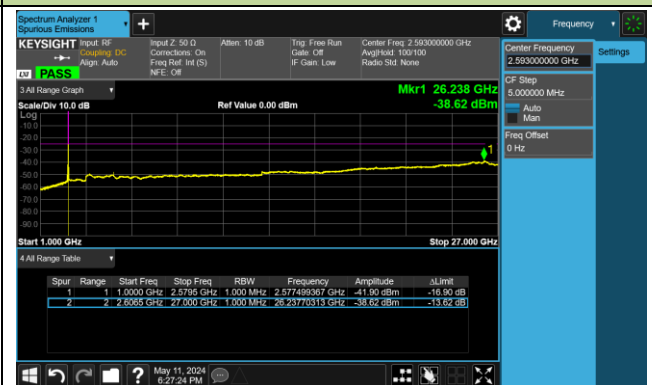 Spectrum Analyzer 1
Spurious Emissions
Frequency
KEYSIGHT Input: RF Input Z: 50 Ω Atten: 10 dB Trig: Free Run Center Freq: 2.593000000 GHz
Coupling: DC Corrections: On Gate: Off Avg|Hold: 100/100
Align: Auto Freq Ref: Int (S) IF Gain: Low Radio Std: None
NFE: Off
LXI PASS
Center Frequency
2.593000000 GHz
Settings
CF Step
5.000000 MHz
Auto
Man
Freq Offset
0 Hz
3 All Range Graph
Mkr1 26.238 GHz
Scale/Div 10.0 dB Ref Value 0.00 dBm -38.62 dBm
Log
-10.0
-20.0
-30.0
1
-40.0
-50.0
-60.0
-70.0
-80.0
-90.0
Start 1.000 GHz Stop 27.000 GHz
4 All Range Table
Spur Range Start Freq Stop Freq RBW Frequency Amplitude ΔLimit
1 1 1.0000 GHz 2.5795 GHz 1.000 MHz 2.577499367 GHz -41.90 dBm -16.90 dB
2 2 2.6065 GHz 27.000 GHz 1.000 MHz 26.23770313 GHz -38.62 dBm -13.62 dB
May 11, 2024
6:27:24 PM